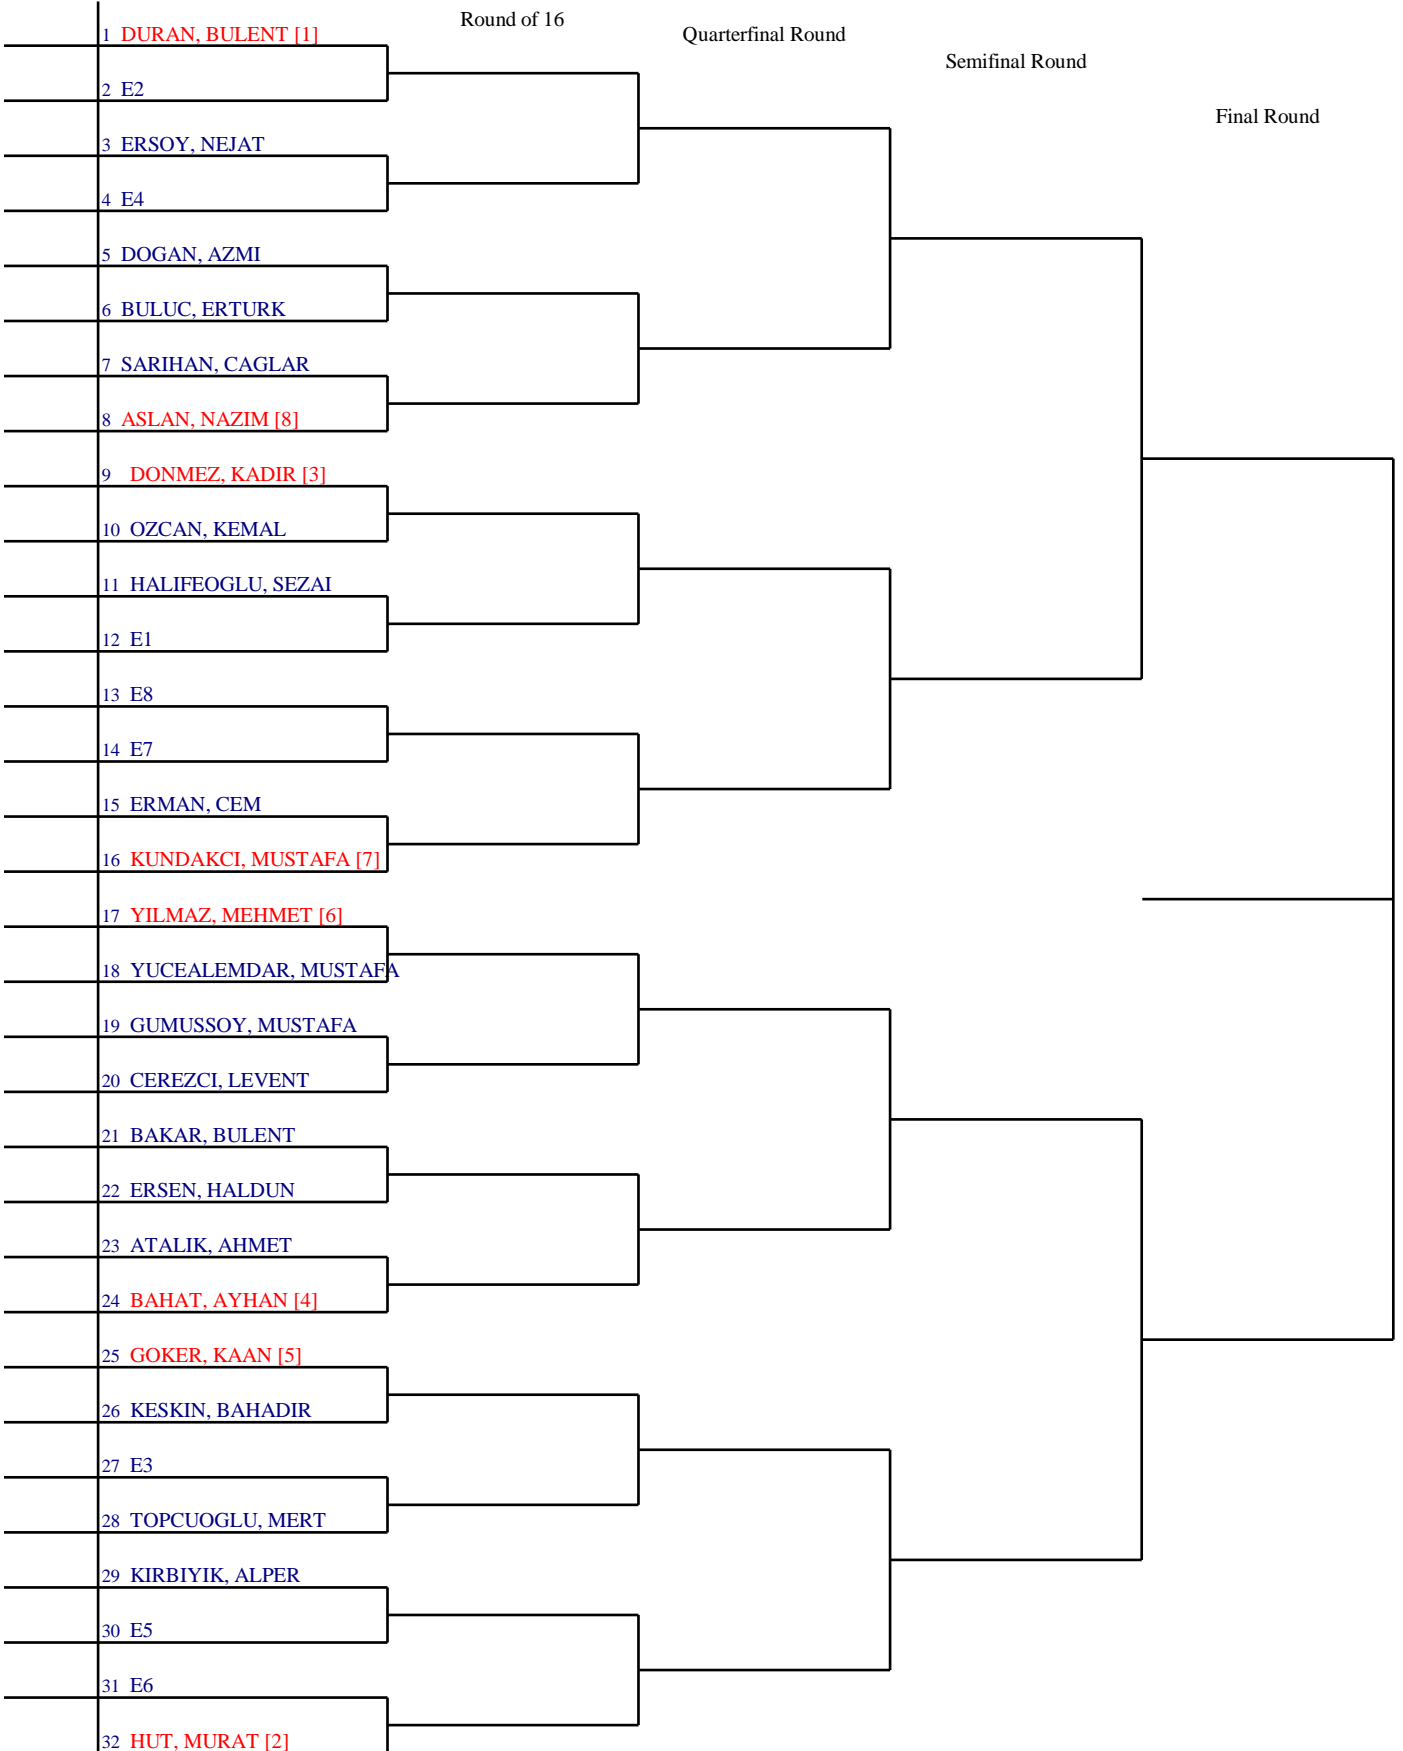 Round of 16
Quarterfinal Round
Semifinal Round
Final Round
1 DURAN, BULENT [1]
2 E2
3 ERSOY, NEJAT
4 E4
5 DOGAN, AZMI
6 BULUC, ERTURK
7 SARIHAN, CAGLAR
8 ASLAN, NAZIM [8]
9 DONMEZ, KADIR [3]
10 OZCAN, KEMAL
11 HALIFEOGLU, SEZAI
12 E1
13 E8
14 E7
15 ERMAN, CEM
16 KUNDAKCI, MUSTAFA [7]
17 YILMAZ, MEHMET [6]
18 YUCEALEMDAR, MUSTAFA
19 GUMUSSOY, MUSTAFA
20 CEREZCI, LEVENT
21 BAKAR, BULENT
22 ERSEN, HALDUN
23 ATALIK, AHMET
24 BAHAT, AYHAN [4]
25 GOKER, KAAN [5]
26 KESKIN, BAHADIR
27 E3
28 TOPCUOGLU, MERT
29 KIRBIYIK, ALPER
30 E5
31 E6
32 HUT, MURAT [2]